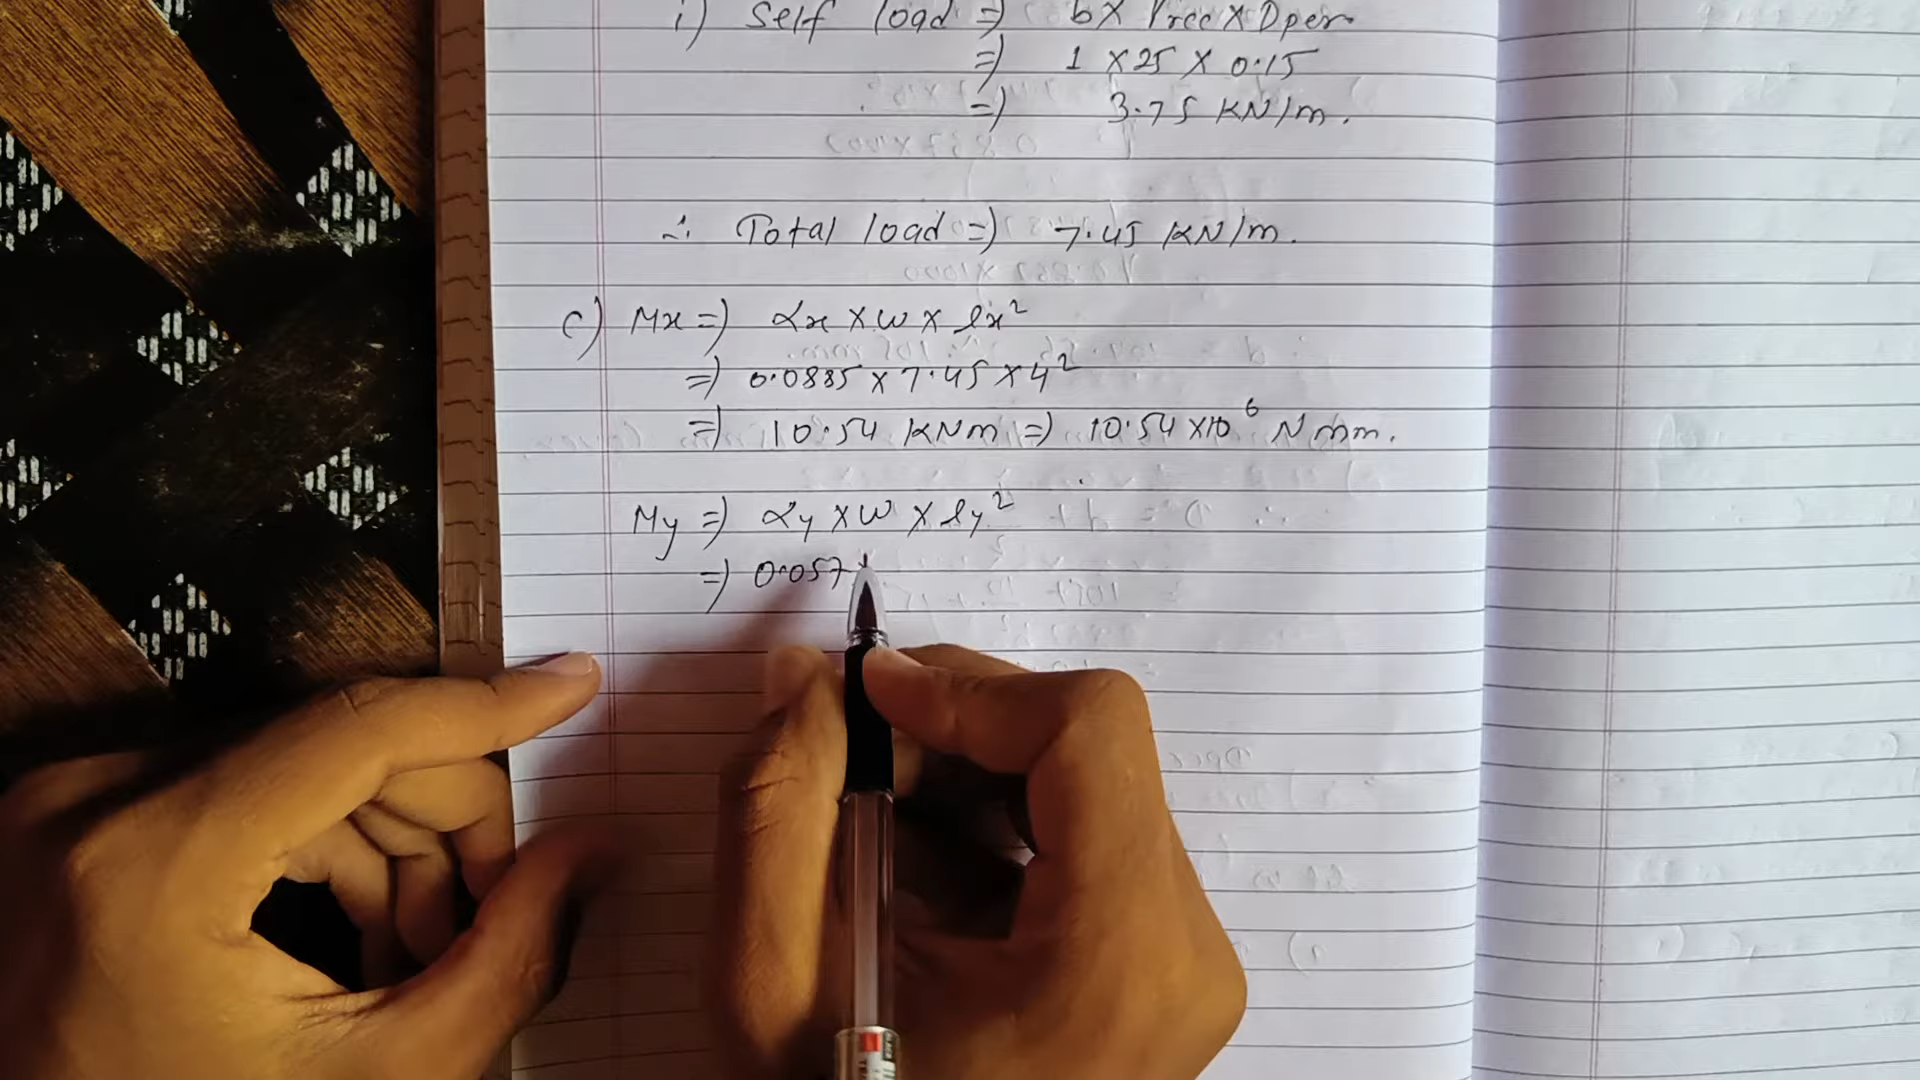 i) Self load => b x Vrcc x Dper
=> 1 x 25 x 0.15
=> 3.75 KN/m.
∴ Total load => 7.45 KN/m.
c) Mx => αx x w x lx²
=> 0.0885 x 7.45 x 4²
=> 10.54 KNm => 10.54 x10⁶ N mm.
My => αy x w x ly²
=> 0.057